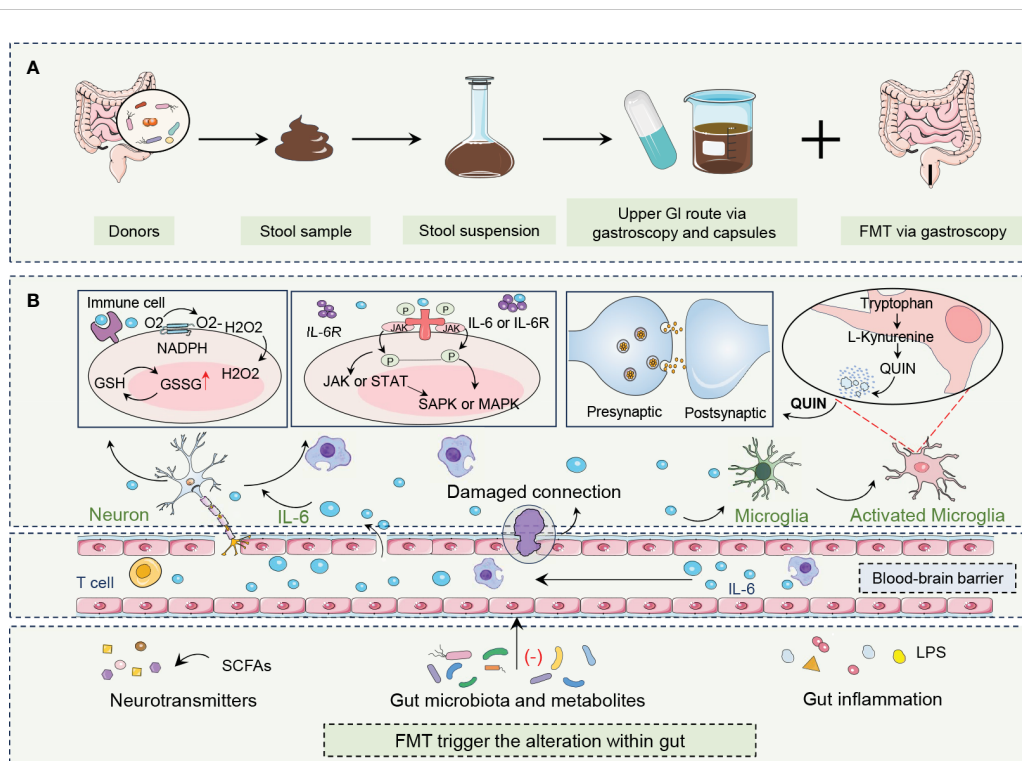 A
Donors
Stool sample
Stool suspension
Upper GI route via
gastroscopy and capsules
FMT via gastroscopy
B
Immune cell
O2
O2-
H2O2
NADPH
H2O2
GSH
GSSG
IL-6R
P
P
JAK
JAK
IL-6 or IL-6R
P
P
JAK or STAT
SAPK or MAPK
Presynaptic
Postsynaptic
Tryptophan
L-Kynurenine
QUIN
QUIN
Neuron
IL-6
Damaged connection
Microglia
Activated Microglia
T cell
IL-6
Blood-brain barrier
SCFAs
Neurotransmitters
(-)
Gut microbiota and metabolites
LPS
Gut inflammation
FMT trigger the alteration within gut